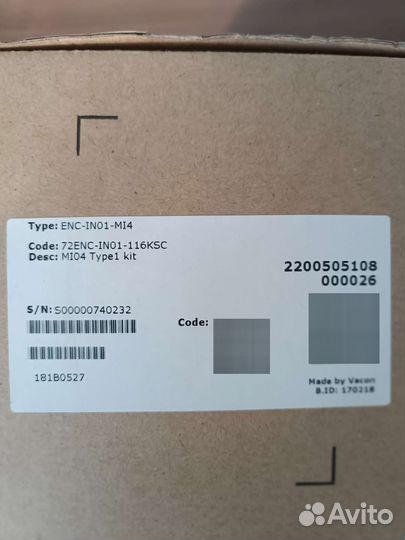 Type: ENC-IN01-MI4
Code: 72ENC-IN01-116KSC
Desc: MI04 Type1 kit
2200505108
000026
S/N: S00000740232
Code:
181B0527
Made by Vacon
B.ID: 170218
Avito